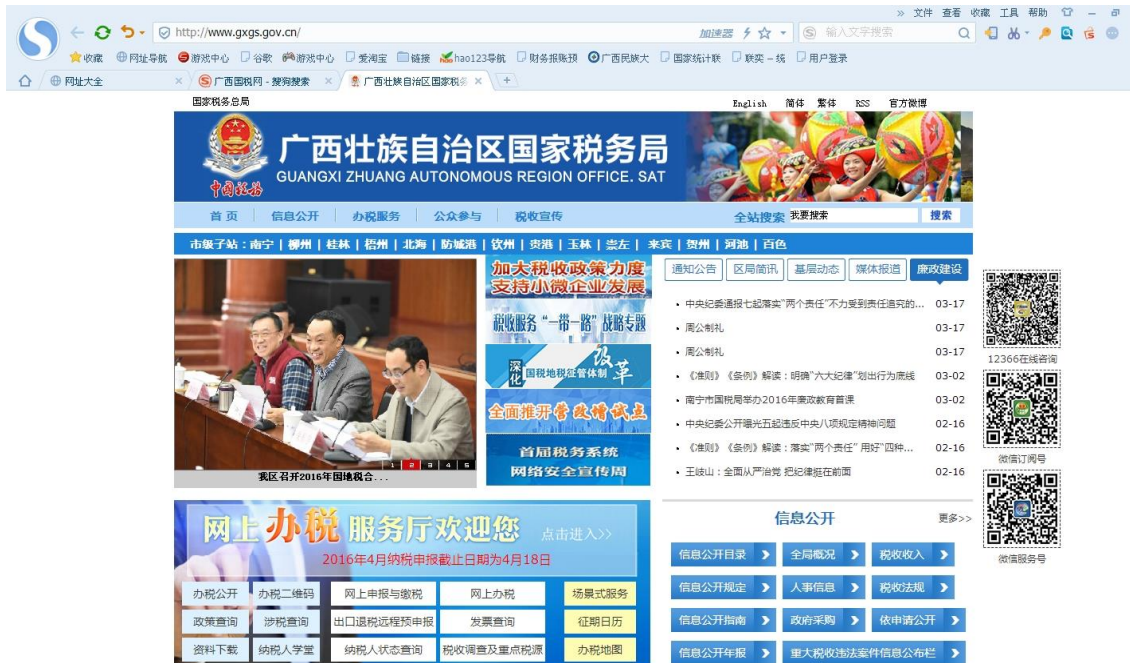 » 文件 查看 收藏 工具 帮助
http://www.gxgs.gov.cn/
加速器
输入文字搜索
收藏 网址导航 游戏中心 谷歌 游戏中心 爱淘宝 链接 hao123导航 财务报账预 广西民族大 国家统计联 联奕 – 统 用户登录
网址大全 × 广西国税网 - 搜狗搜索 × 广西壮族自治区国家税务 × +
国家税务总局
English 简体 繁体 RSS 官方微博
广西壮族自治区国家税务局
GUANGXI ZHUANG AUTONOMOUS REGION OFFICE. SAT
中国税务
首 页 信息公开 办税服务 公众参与 税收宣传
全站搜索 我要搜索 搜索
市级子站：南宁 | 柳州 | 桂林 | 梧州 | 北海 | 防城港 | 钦州 | 贵港 | 玉林 | 崇左 | 来宾 | 贺州 | 河池 | 百色
1 2 3 4 5
我区召开2016年国地税合...
加大税收政策力度
支持小微企业发展
税收服务“一带一路”战略专题
深化国税地税征管体制改革
全面推开营改增试点
首届税务系统
网络安全宣传周
通知公告 区局简讯 基层动态 媒体报道 廉政建设
• 中央纪委通报七起落实"两个责任"不力受到责任追究的... 03-17
• 周公制礼 03-17
• 周公制礼 03-17
• 《准则》《条例》解读：明确"六大纪律"划出行为底线 03-02
• 南宁市国税局举办2016年廉政教育首课 03-02
• 中央纪委公开曝光五起违反中央八项规定精神问题 02-16
• 《准则》《条例》解读：落实"两个责任" 用好"四种... 02-16
• 王岐山：全面从严治党 把纪律挺在前面 02-16
12366在线咨询
微信订阅号
微信服务号
网上办税服务厅欢迎您 点击进入>>
2016年4月纳税申报截止日期为4月18日
办税公开 办税二维码 网上申报与缴税 网上办税 场景式服务
政策查询 涉税查询 出口退税远程预申报 发票查询 征期日历
资料下载 纳税人学堂 纳税人状态查询 税收调查及重点税源 办税地图
信息公开 更多>>
信息公开目录 全局概况 税收收入
信息公开规定 人事信息 税收法规
信息公开指南 政府采购 依申请公开
信息公开年报 重大税收违法案件信息公布栏